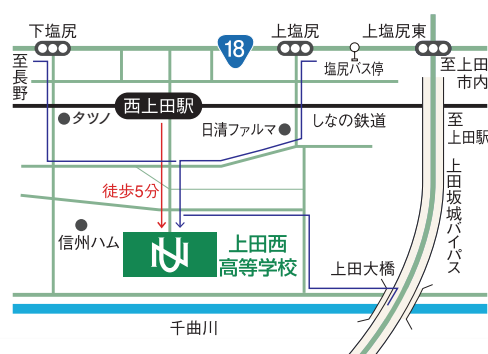 下塩尻
上塩尻
上塩尻東
18
至長野
塩尻バス停
至上田
市内
タツノ
西上田駅
日清ファルマ
しなの鉄道
至
上田駅
徒歩5分
上田坂城バイパス
信州ハム
上田西
高等学校
上田大橋
千曲川